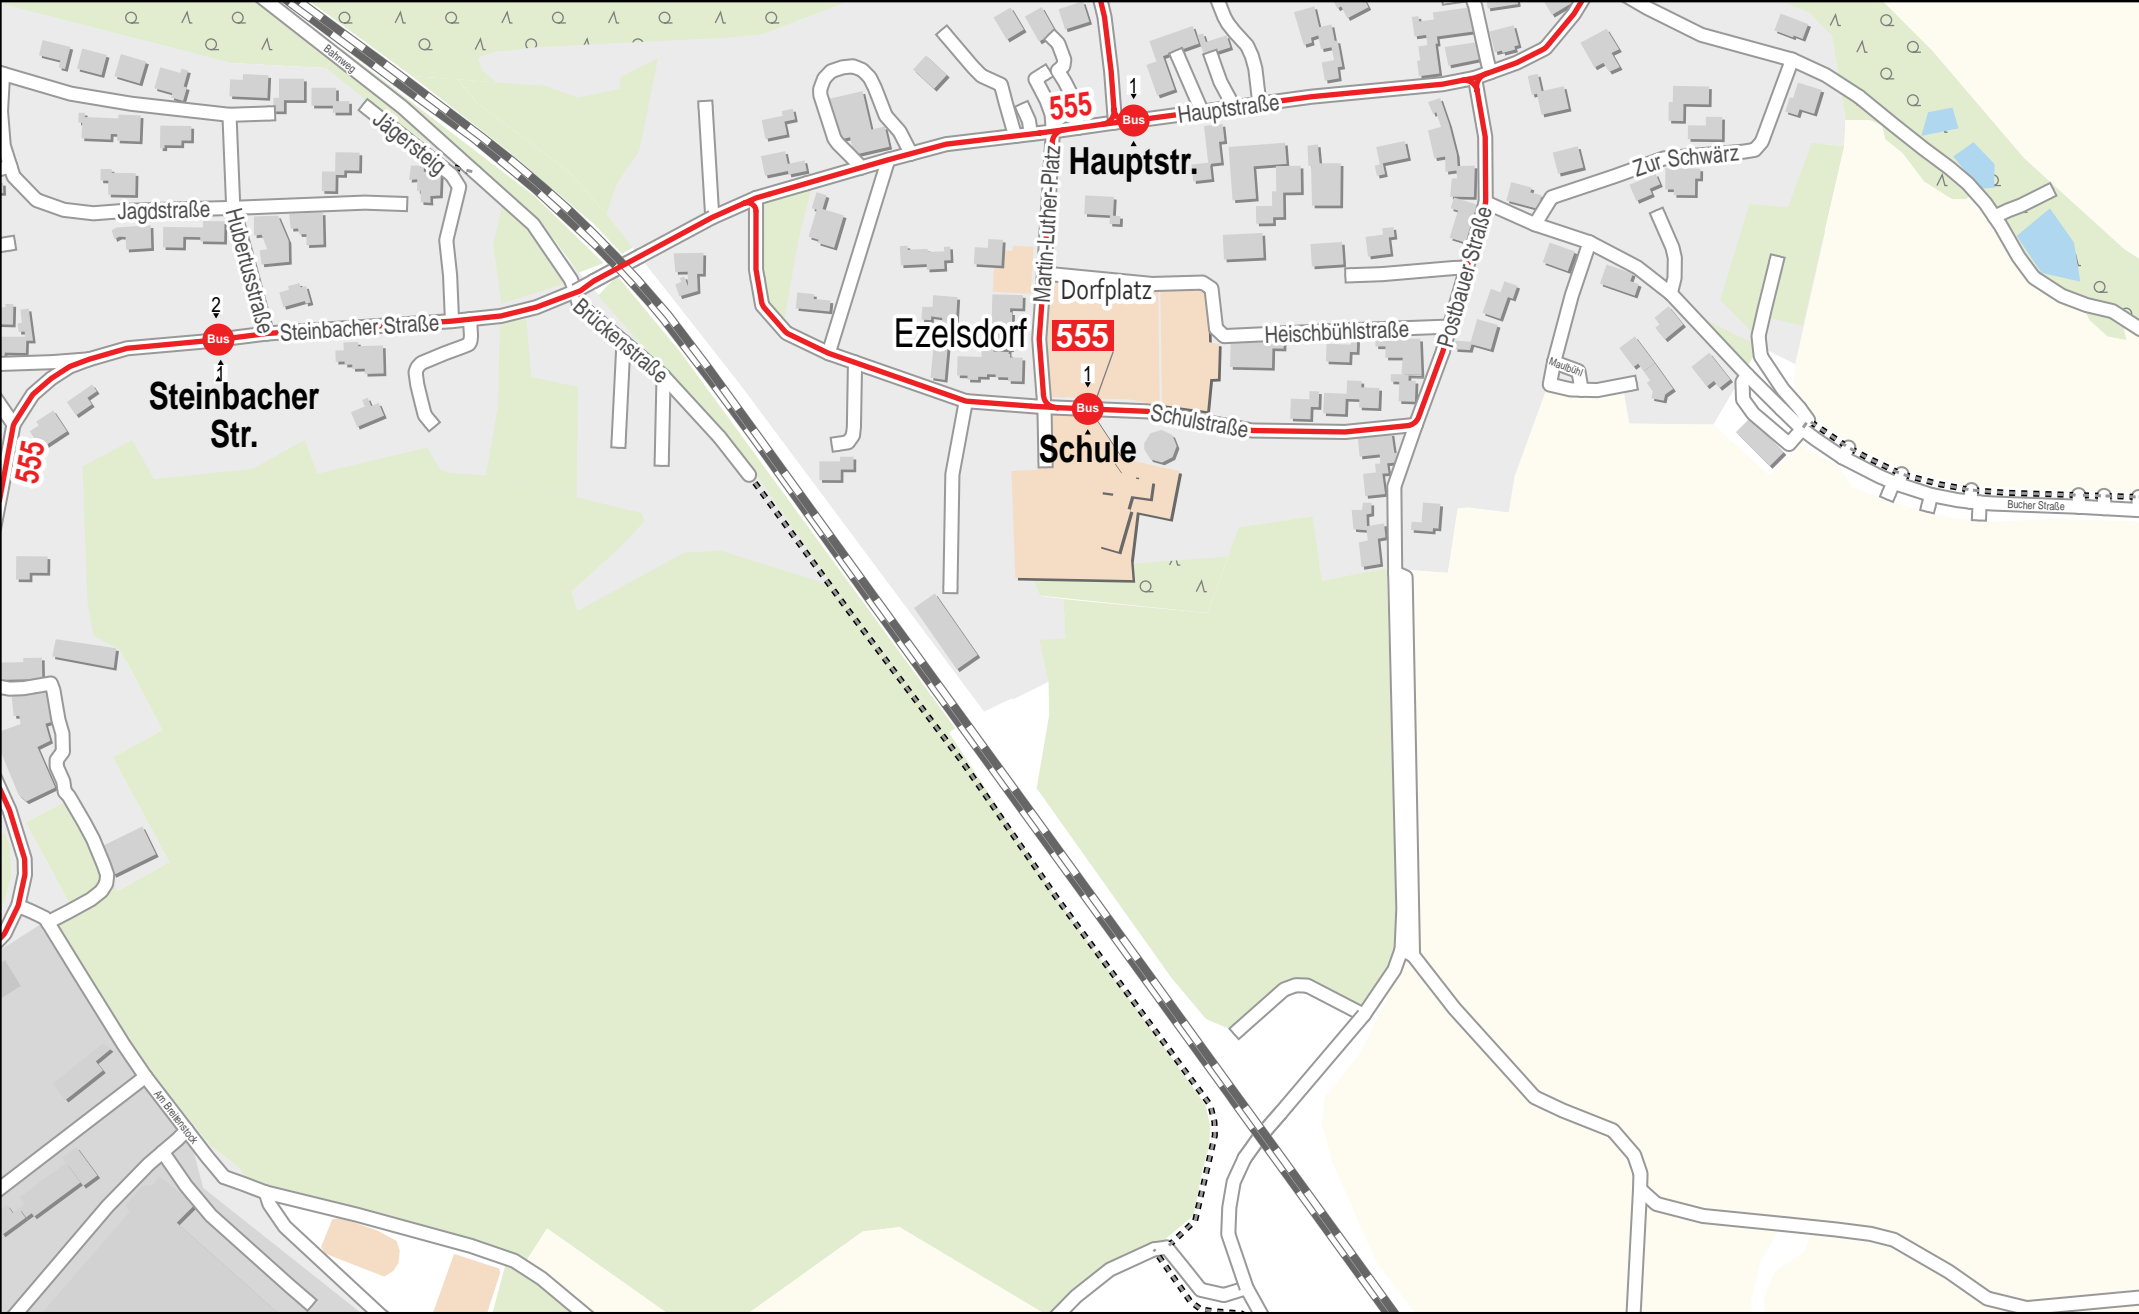 Bahnweg
Jägersteig
555
1
Bus
Hauptstraße
Hauptstr.
Martin-Luther-Platz
Zur Schwärz
Jagdstraße
Hubertusstraße
2
Bus
1
Steinbacher Straße
Steinbacher
Str.
555
Brückenstraße
Dorfplatz
Ezelsdorf
555
Heischbühlstraße
Postbauer Straße
Maulbühl
1
Bus
Schulstraße
Schule
Bucher Straße
Am Breitenstock